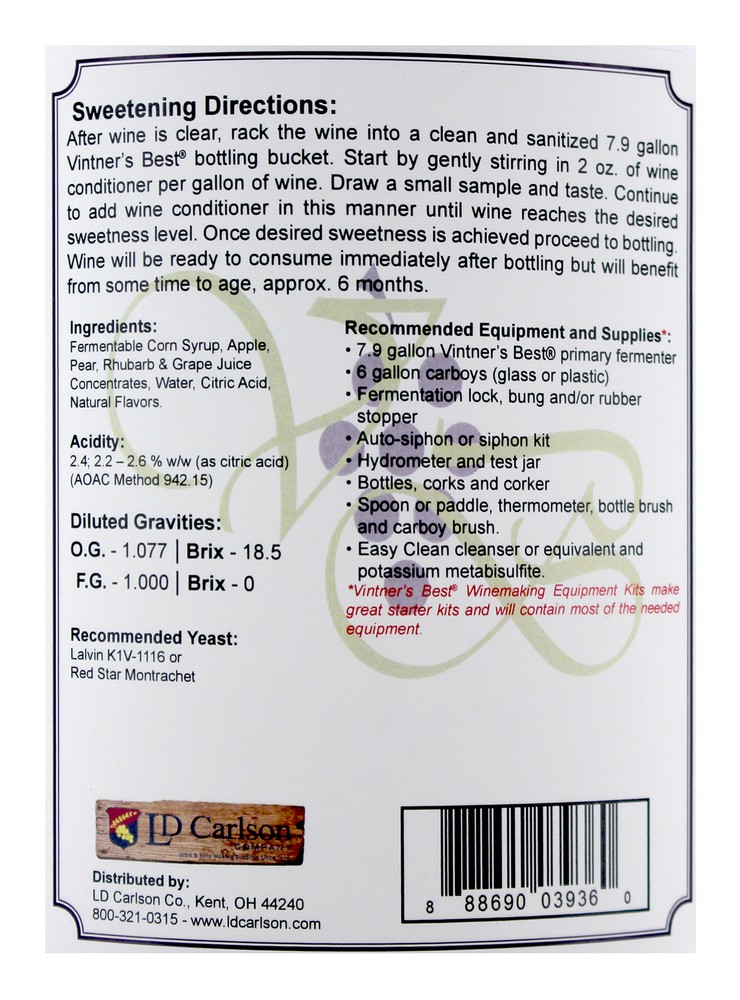 Sweetening Directions:
After wine is clear, rack the wine into a clean and sanitized 7.9 gallon
Vintner's Best® bottling bucket. Start by gently stirring in 2 oz. of wine
conditioner per gallon of wine. Draw a small sample and taste. Continue
to add wine conditioner in this manner until wine reaches the desired
sweetness level. Once desired sweetness is achieved proceed to bottling.
Wine will be ready to consume immediately after bottling but will benefit
from some time to age, approx. 6 months.
Ingredients:
Fermentable Corn Syrup, Apple,
Pear, Rhubarb & Grape Juice
Concentrates, Water, Citric Acid,
Natural Flavors.
Acidity:
2.4; 2.2 – 2.6 % w/w (as citric acid)
(AOAC Method 942.15)
Diluted Gravities:
O.G. - 1.077 | Brix - 18.5
F.G. - 1.000 | Brix - 0
Recommended Yeast:
Lalvin K1V-1116 or
Red Star Montrachet
Recommended Equipment and Supplies*:
• 7.9 gallon Vintner's Best® primary fermenter
• 6 gallon carboys (glass or plastic)
• Fermentation lock, bung and/or rubber
stopper
• Auto-siphon or siphon kit
• Hydrometer and test jar
• Bottles, corks and corker
• Spoon or paddle, thermometer, bottle brush
and carboy brush.
• Easy Clean cleanser or equivalent and
potassium metabisulfite.
*Vintner's Best® Winemaking Equipment Kits make
great starter kits and will contain most of the needed
equipment.
LD Carlson
COMPANY
Distributed by:
LD Carlson Co., Kent, OH 44240
800-321-0315 - www.ldcarlson.com
8 88690 03936 0